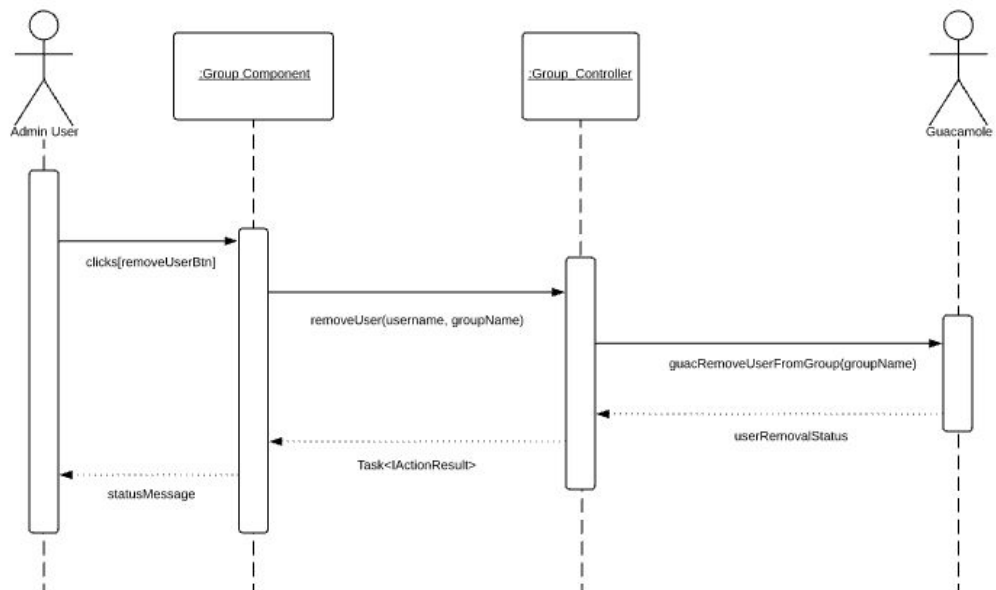 :Group Component
:Group_Controller
Admin User
Guacamole
clicks[removeUserBtn]
removeUser(username, groupName)
guacRemoveUserFromGroup(groupName)
userRemovalStatus
Task<IActionResult>
statusMessage